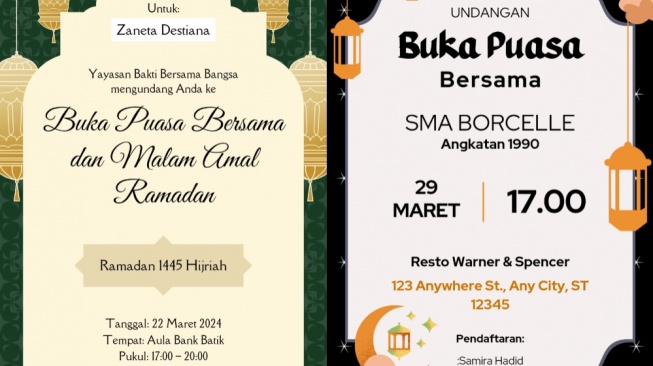 Untuk:
Zaneta Destiana
Yayasan Bakti Bersama Bangsa
mengundang Anda ke
Buka Puasa Bersama
dan Malam Amal
Ramadan
Ramadan 1445 Hijriah
Tanggal: 22 Maret 2024
Tempat: Aula Bank Batik
Pukul: 17:00 – 20:00
UNDANGAN
Buka Puasa
Bersama
SMA BORCELLE
Angkatan 1990
29
MARET
17.00
Resto Warner & Spencer
123 Anywhere St., Any City, ST
12345
Pendaftaran:
:Samira Hadid